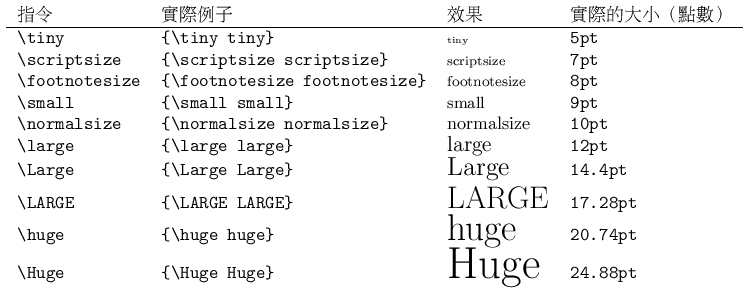 指令 實際例子 效果 實際的大小（點數）
\tiny {\tiny tiny} tiny 5pt
\scriptsize {\scriptsize scriptsize} scriptsize 7pt
\footnotesize {\footnotesize footnotesize} footnotesize 8pt
\small {\small small} small 9pt
\normalsize {\normalsize normalsize} normalsize 10pt
\large {\large large} large 12pt
\Large {\Large Large} Large 14.4pt
\LARGE {\LARGE LARGE} LARGE 17.28pt
\huge {\huge huge} huge 20.74pt
\Huge {\Huge Huge} Huge 24.88pt